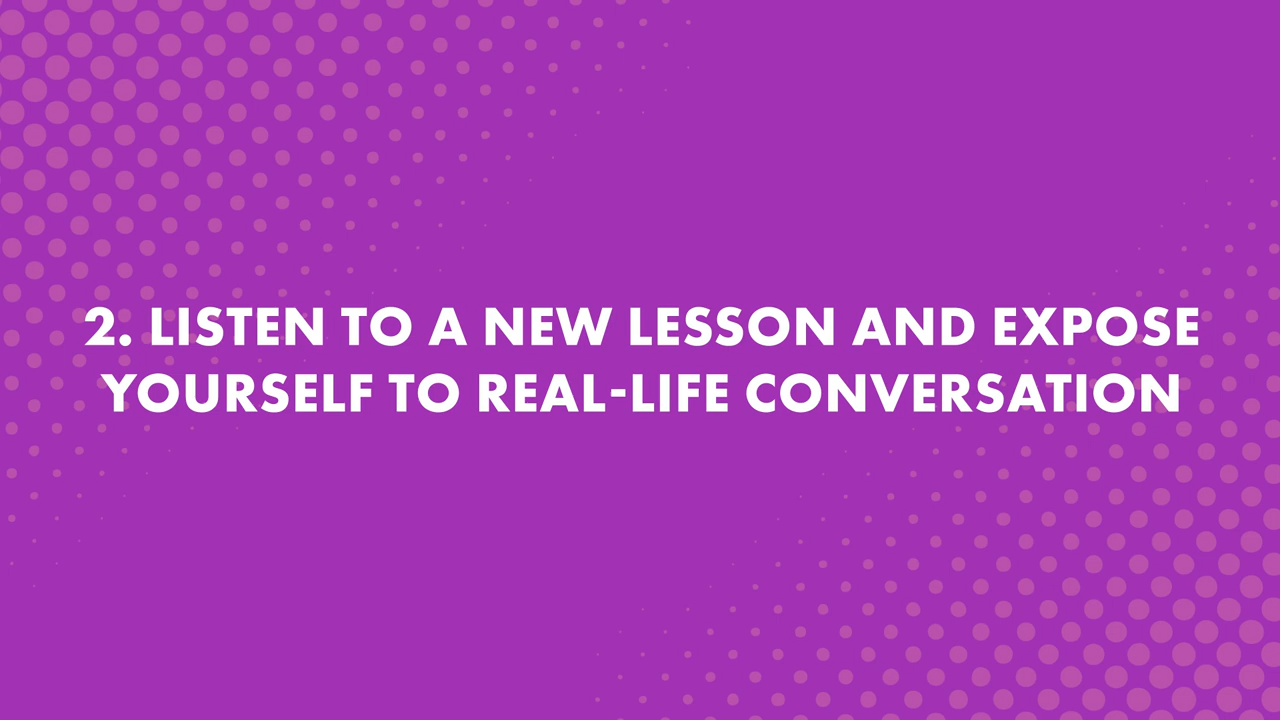 2. LISTEN TO A NEW LESSON AND EXPOSE
YOURSELF TO REAL-LIFE CONVERSATION